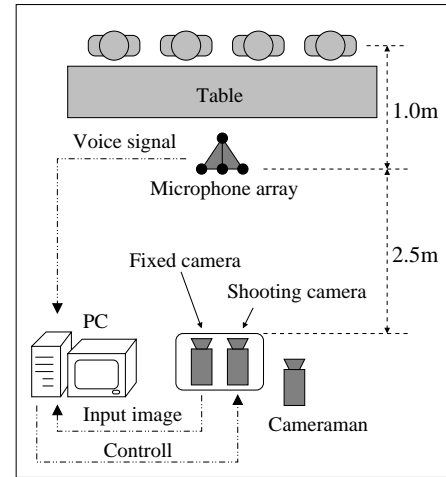 Table
1.0m
Voice signal
Microphone array
2.5m
Fixed camera
Shooting camera
PC
Input image
Cameraman
Controll